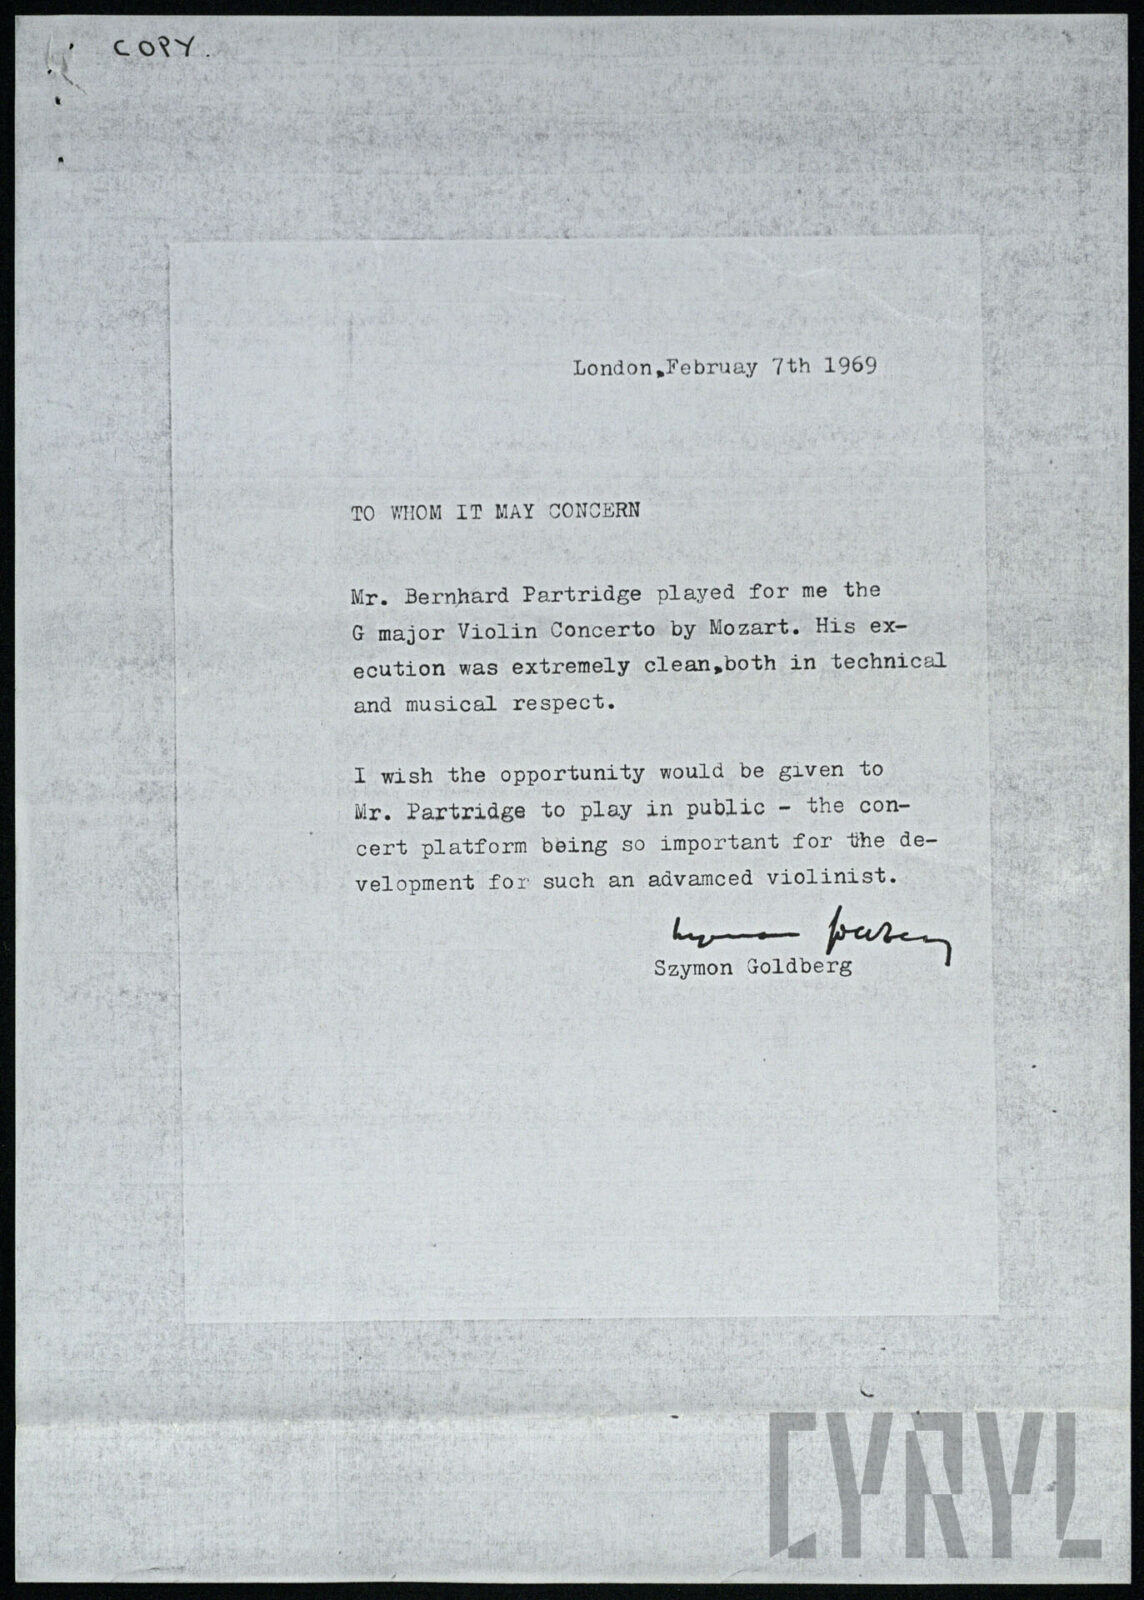 COPY.
London,Februay 7th 1969
TO WHOM IT MAY CONCERN
Mr. Bernhard Partridge played for me the
G major Violin Concerto by Mozart. His ex-
ecution was extremely clean,both in technical
and musical respect.
I wish the opportunity would be given to
Mr. Partridge to play in public - the con-
cert platform being so important for the de-
velopment for such an advamced violinist.
Szymon Goldberg
Szymon Goldberg
CYRYL